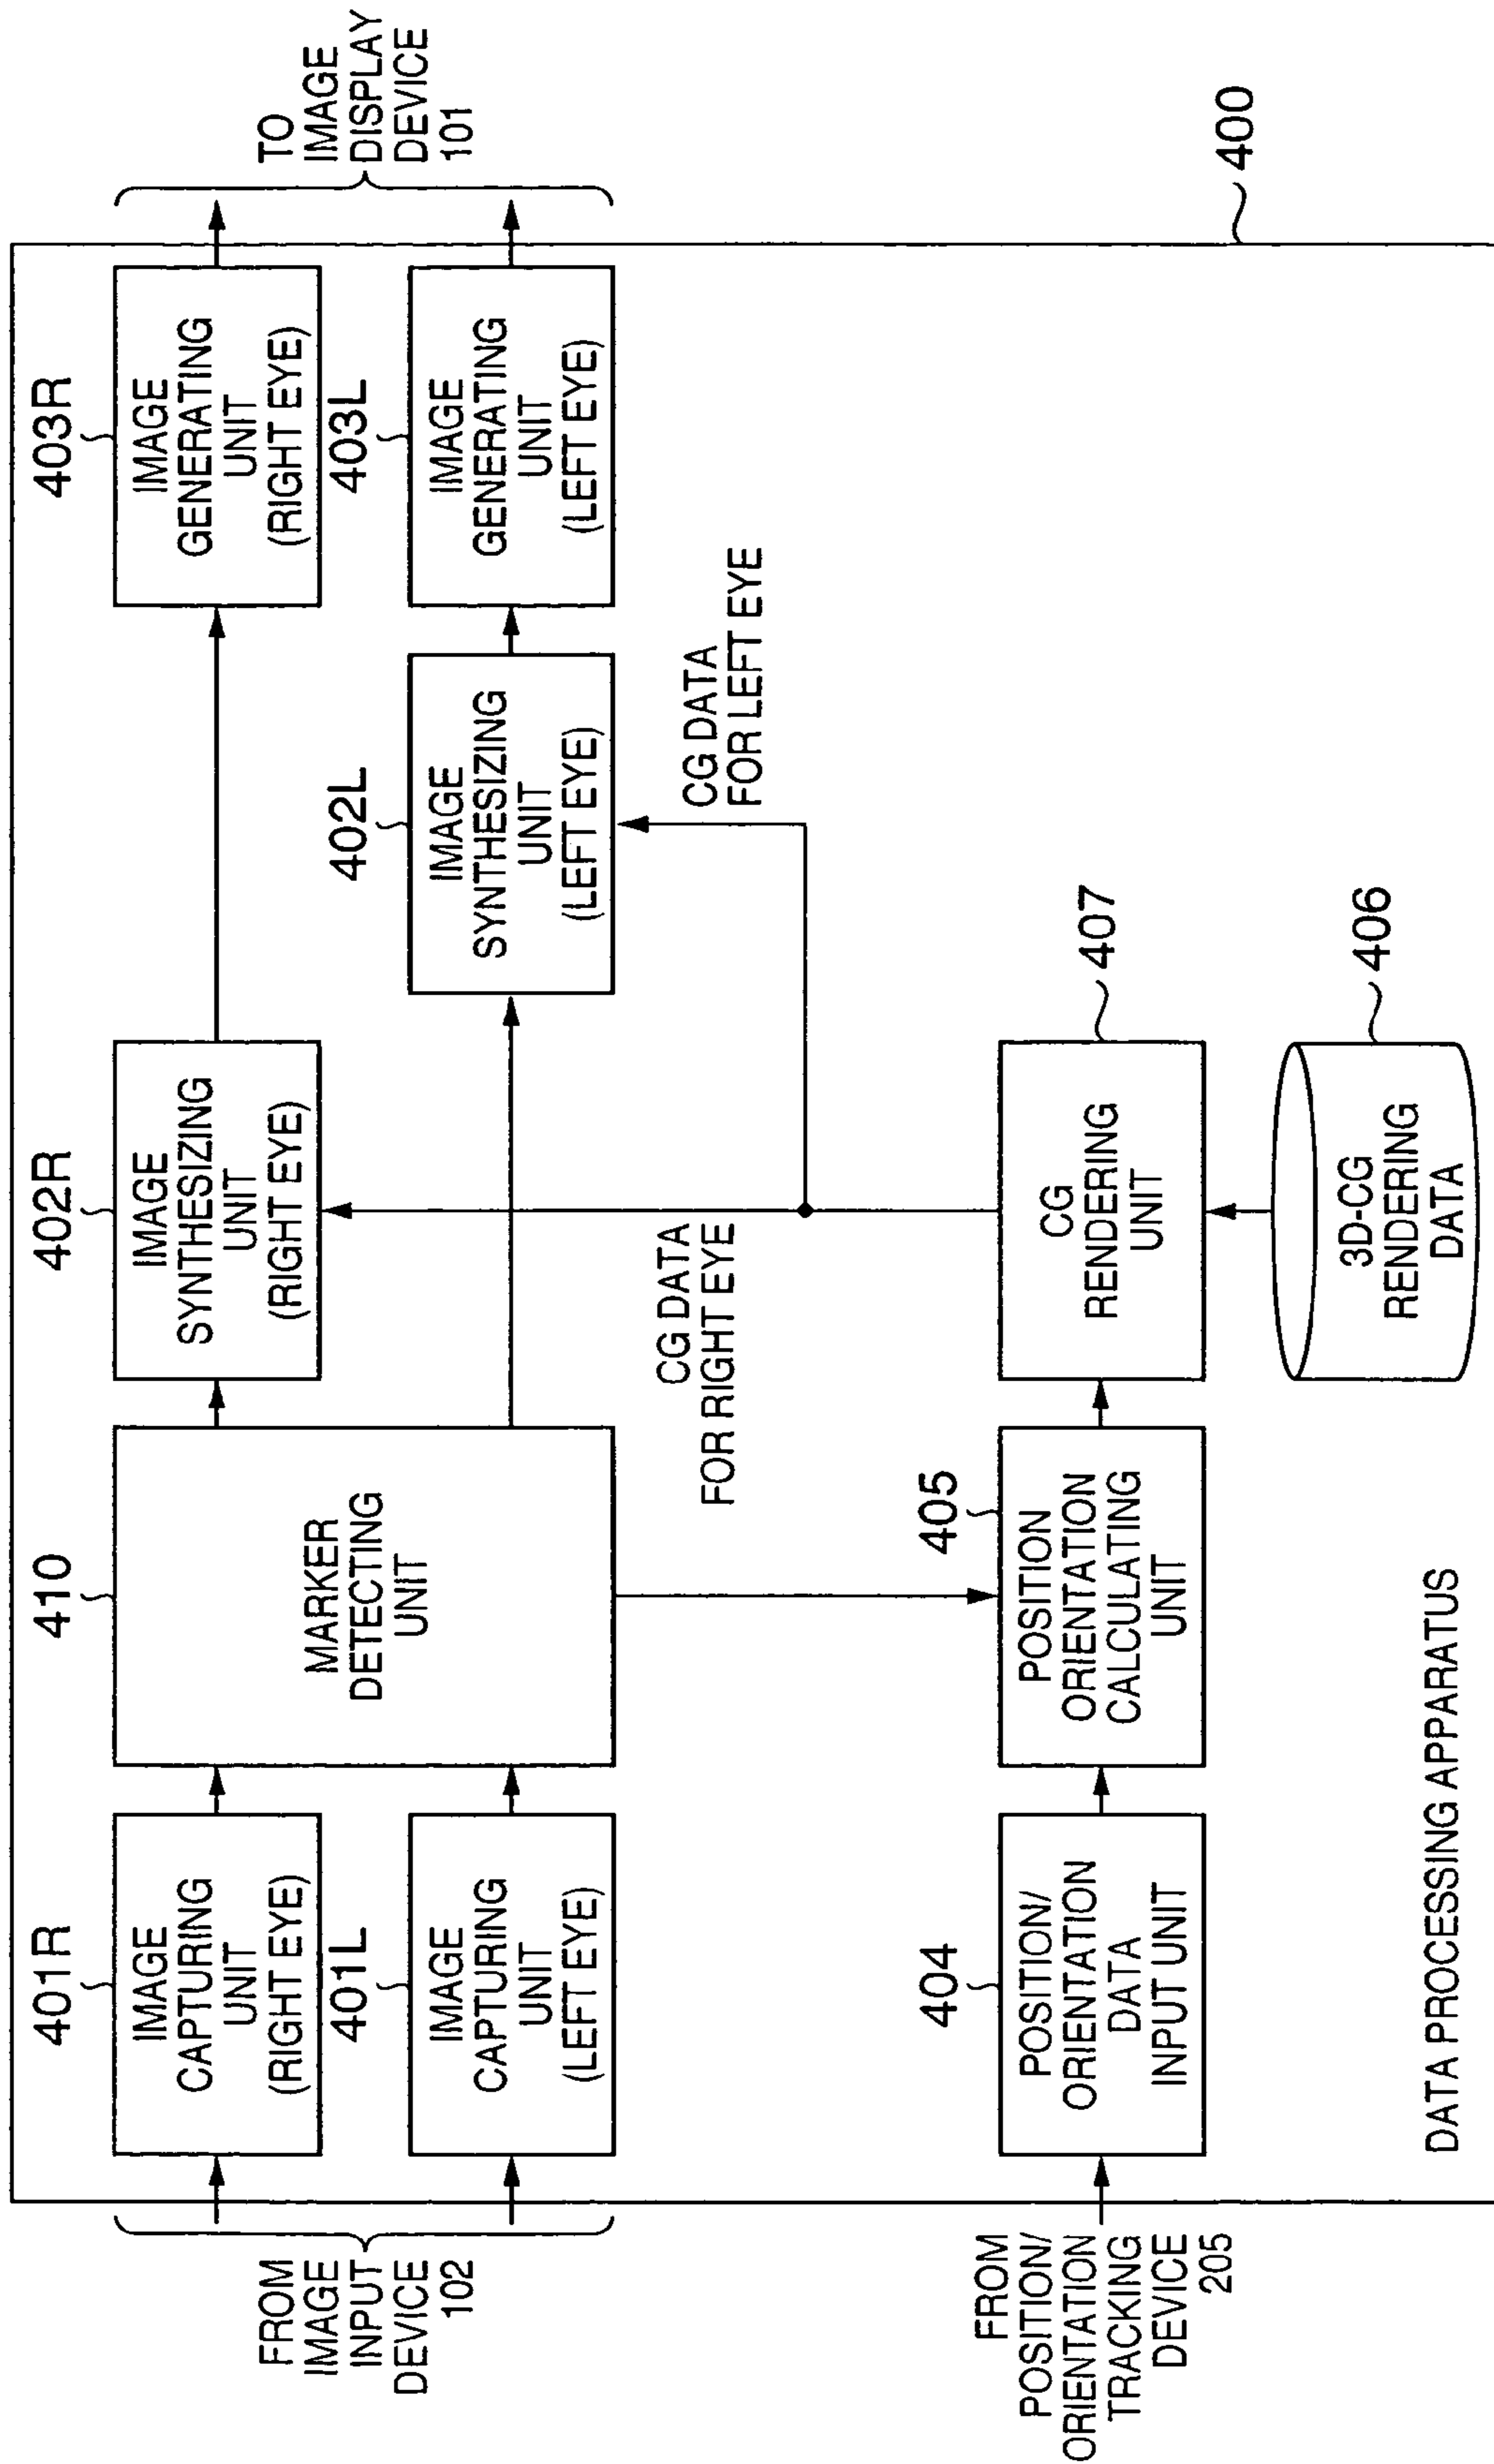 FROM
IMAGE
INPUT
DEVICE
102
401R
IMAGE
CAPTURING
UNIT
(RIGHT EYE)
401L
IMAGE
CAPTURING
UNIT
(LEFT EYE)
410
MARKER
DETECTING
UNIT
402R
IMAGE
SYNTHESIZING
UNIT
(RIGHT EYE)
402L
IMAGE
SYNTHESIZING
UNIT
(LEFT EYE)
403R
IMAGE
GENERATING
UNIT
(RIGHT EYE)
403L
IMAGE
GENERATING
UNIT
(LEFT EYE)
TO
IMAGE
DISPLAY
DEVICE
101
CG DATA
FOR RIGHT EYE
CG DATA
FOR LEFT EYE
FROM
POSITION/
ORIENTATION
TRACKING
DEVICE
205
404
POSITION/
ORIENTATION
DATA
INPUT UNIT
405
POSITION
ORIENTATION
CALCULATING
UNIT
CG
RENDERING
UNIT
407
3D-CG
RENDERING
DATA
406
400
DATA PROCESSING APPARATUS